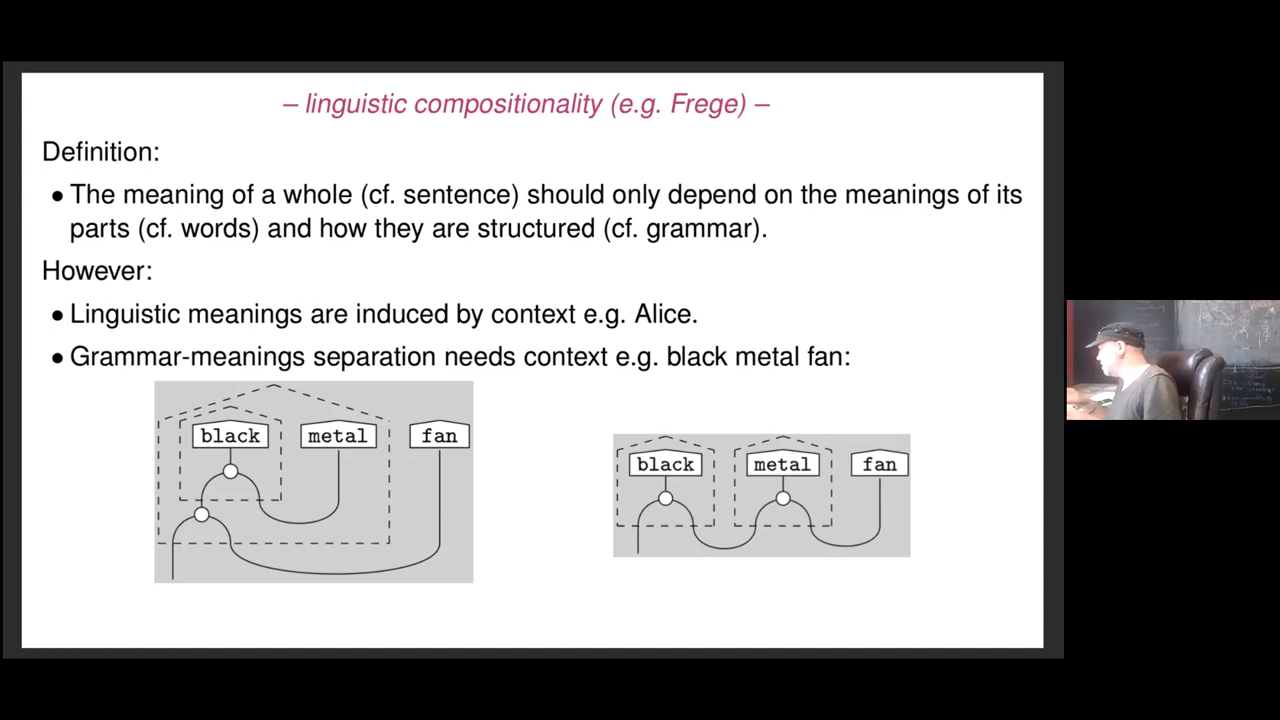 – linguistic compositionality (e.g. Frege) –
Definition:
• The meaning of a whole (cf. sentence) should only depend on the meanings of its
parts (cf. words) and how they are structured (cf. grammar).
However:
• Linguistic meanings are induced by context e.g. Alice.
• Grammar-meanings separation needs context e.g. black metal fan:
black metal fan
black metal fan